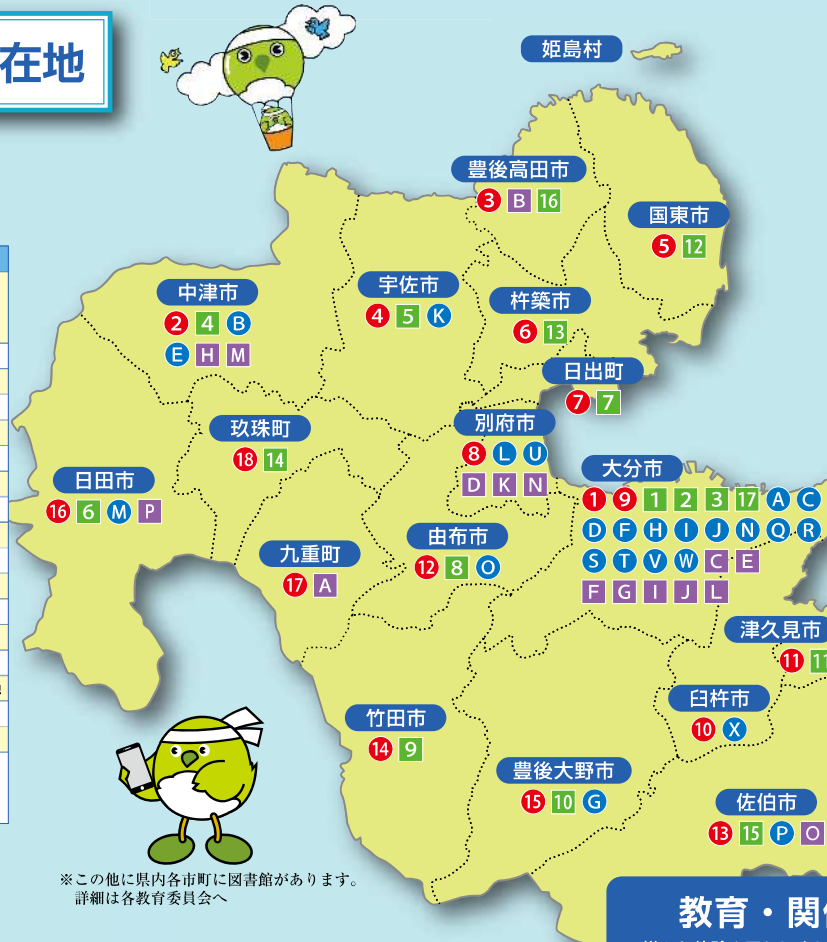 在地
姫島村
豊後高田市
3 B 16
国東市
5 12
中津市
2 4 B
E H M
宇佐市
4 5 K
杵築市
6 13
日出町
7 7
玖珠町
18 14
別府市
8 L U
D K N
日田市
16 6 M P
大分市
1 9 1 2 3 17 A C
D F H I J N Q R
S T V W C E
F G I J L
由布市
12 8 O
九重町
17 A
津久見市
11 11
臼杵市
10 X
竹田市
14 9
豊後大野市
15 10 G
佐伯市
13 15 P O
※この他に県内各市町に図書館があります。
詳細は各教育委員会へ
教育・関